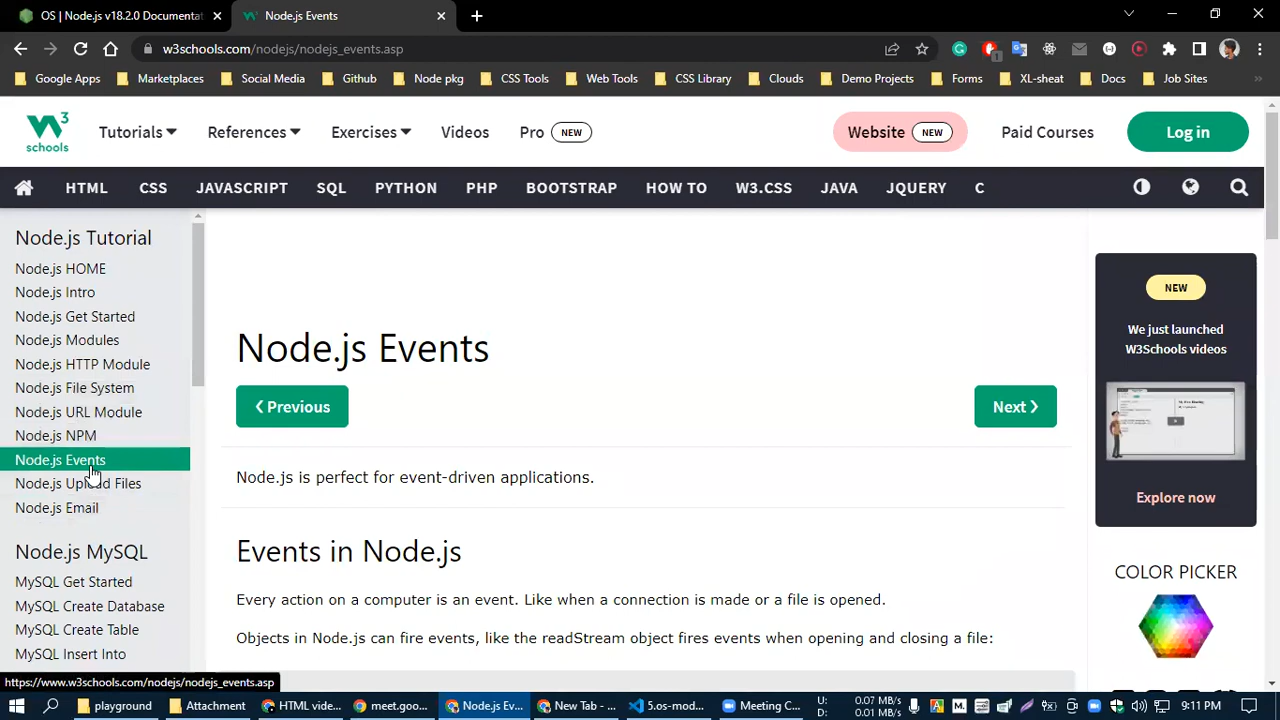 OS | Node.js v18.2.0 Documentat
Node.js Events
w3schools.com/nodejs/nodejs_events.asp
Google Apps
Marketplaces
Social Media
Github
Node pkg
CSS Tools
Web Tools
CSS Library
Clouds
Demo Projects
Forms
XL-sheat
Docs
Job Sites
W3 schools
Tutorials
References
Exercises
Videos
Pro NEW
Website NEW
Paid Courses
Log in
HTML
CSS
JAVASCRIPT
SQL
PYTHON
PHP
BOOTSTRAP
HOW TO
W3.CSS
JAVA
JQUERY
C
Node.js Tutorial
Node.js HOME
Node.js Intro
Node.js Get Started
Node.js Modules
Node.js HTTP Module
Node.js File System
Node.js URL Module
Node.js NPM
Node.js Events
Node.js Upload Files
Node.js Email
Node.js MySQL
MySQL Get Started
MySQL Create Database
MySQL Create Table
MySQL Insert Into
https://www.w3schools.com/nodejs/nodejs_events.asp
Node.js Events
❮ Previous
Next ❯
Node.js is perfect for event-driven applications.
Events in Node.js
Every action on a computer is an event. Like when a connection is made or a file is opened.
Objects in Node.js can fire events, like the readStream object fires events when opening and closing a file:
NEW
We just launched
W3Schools videos
Explore now
COLOR PICKER
playground
Attachment
HTML vide...
meet.goo...
Node.js Ev...
New Tab - ...
5.os-mod...
Meeting C...
U: 0.07 MB/s
D: 0.01 MB/s
9:11 PM